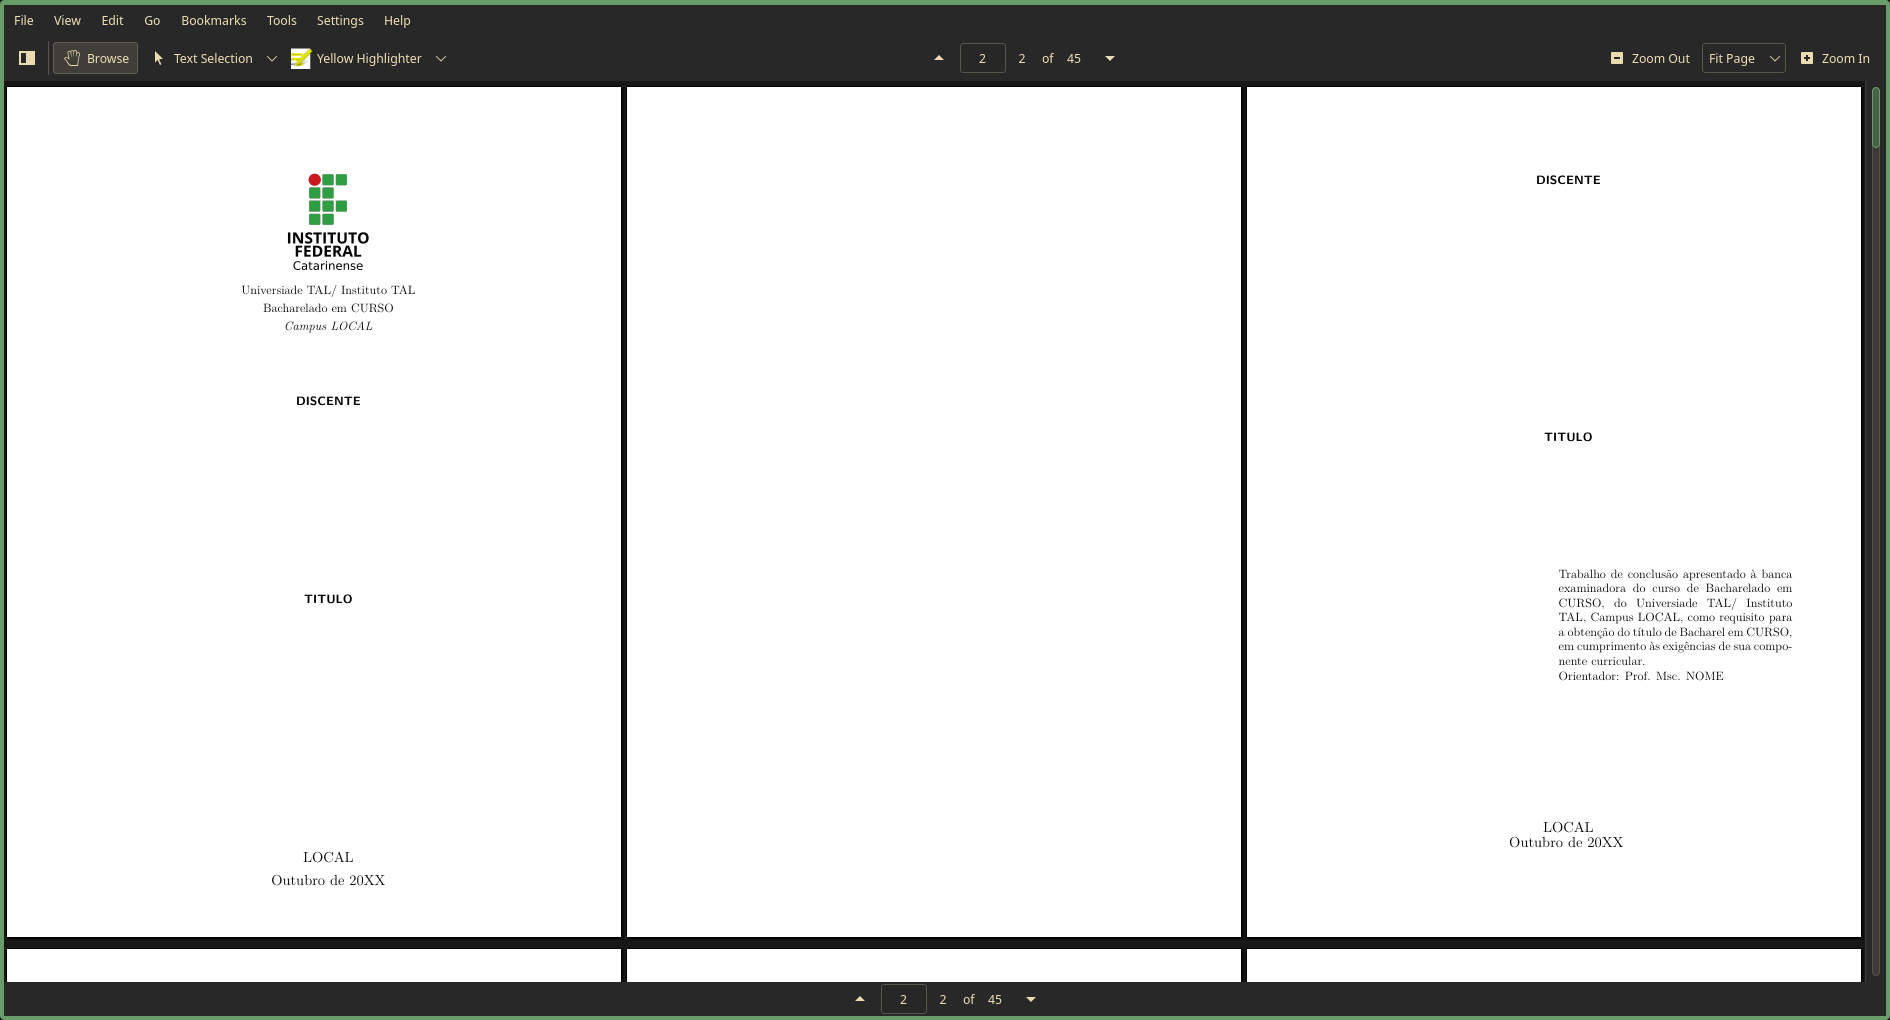 File View Edit Go Bookmarks Tools Settings Help
Browse Text Selection Yellow Highlighter 2 2 of 45 Zoom Out Fit Page Zoom In
INSTITUTO
FEDERAL
Catarinense
Universiade TAL/ Instituto TAL
Bacharelado em CURSO
Campus LOCAL
DISCENTE
TITULO
LOCAL
Outubro de 20XX
DISCENTE
TITULO
Trabalho de conclusão apresentado à banca
examinadora do curso de Bacharelado em
CURSO, do Universiade TAL/ Instituto
TAL, Campus LOCAL, como requisito para
a obtenção do título de Bacharel em CURSO,
em cumprimento às exigências de sua compo-
nente curricular.
Orientador: Prof. Msc. NOME
LOCAL
Outubro de 20XX
2 2 of 45